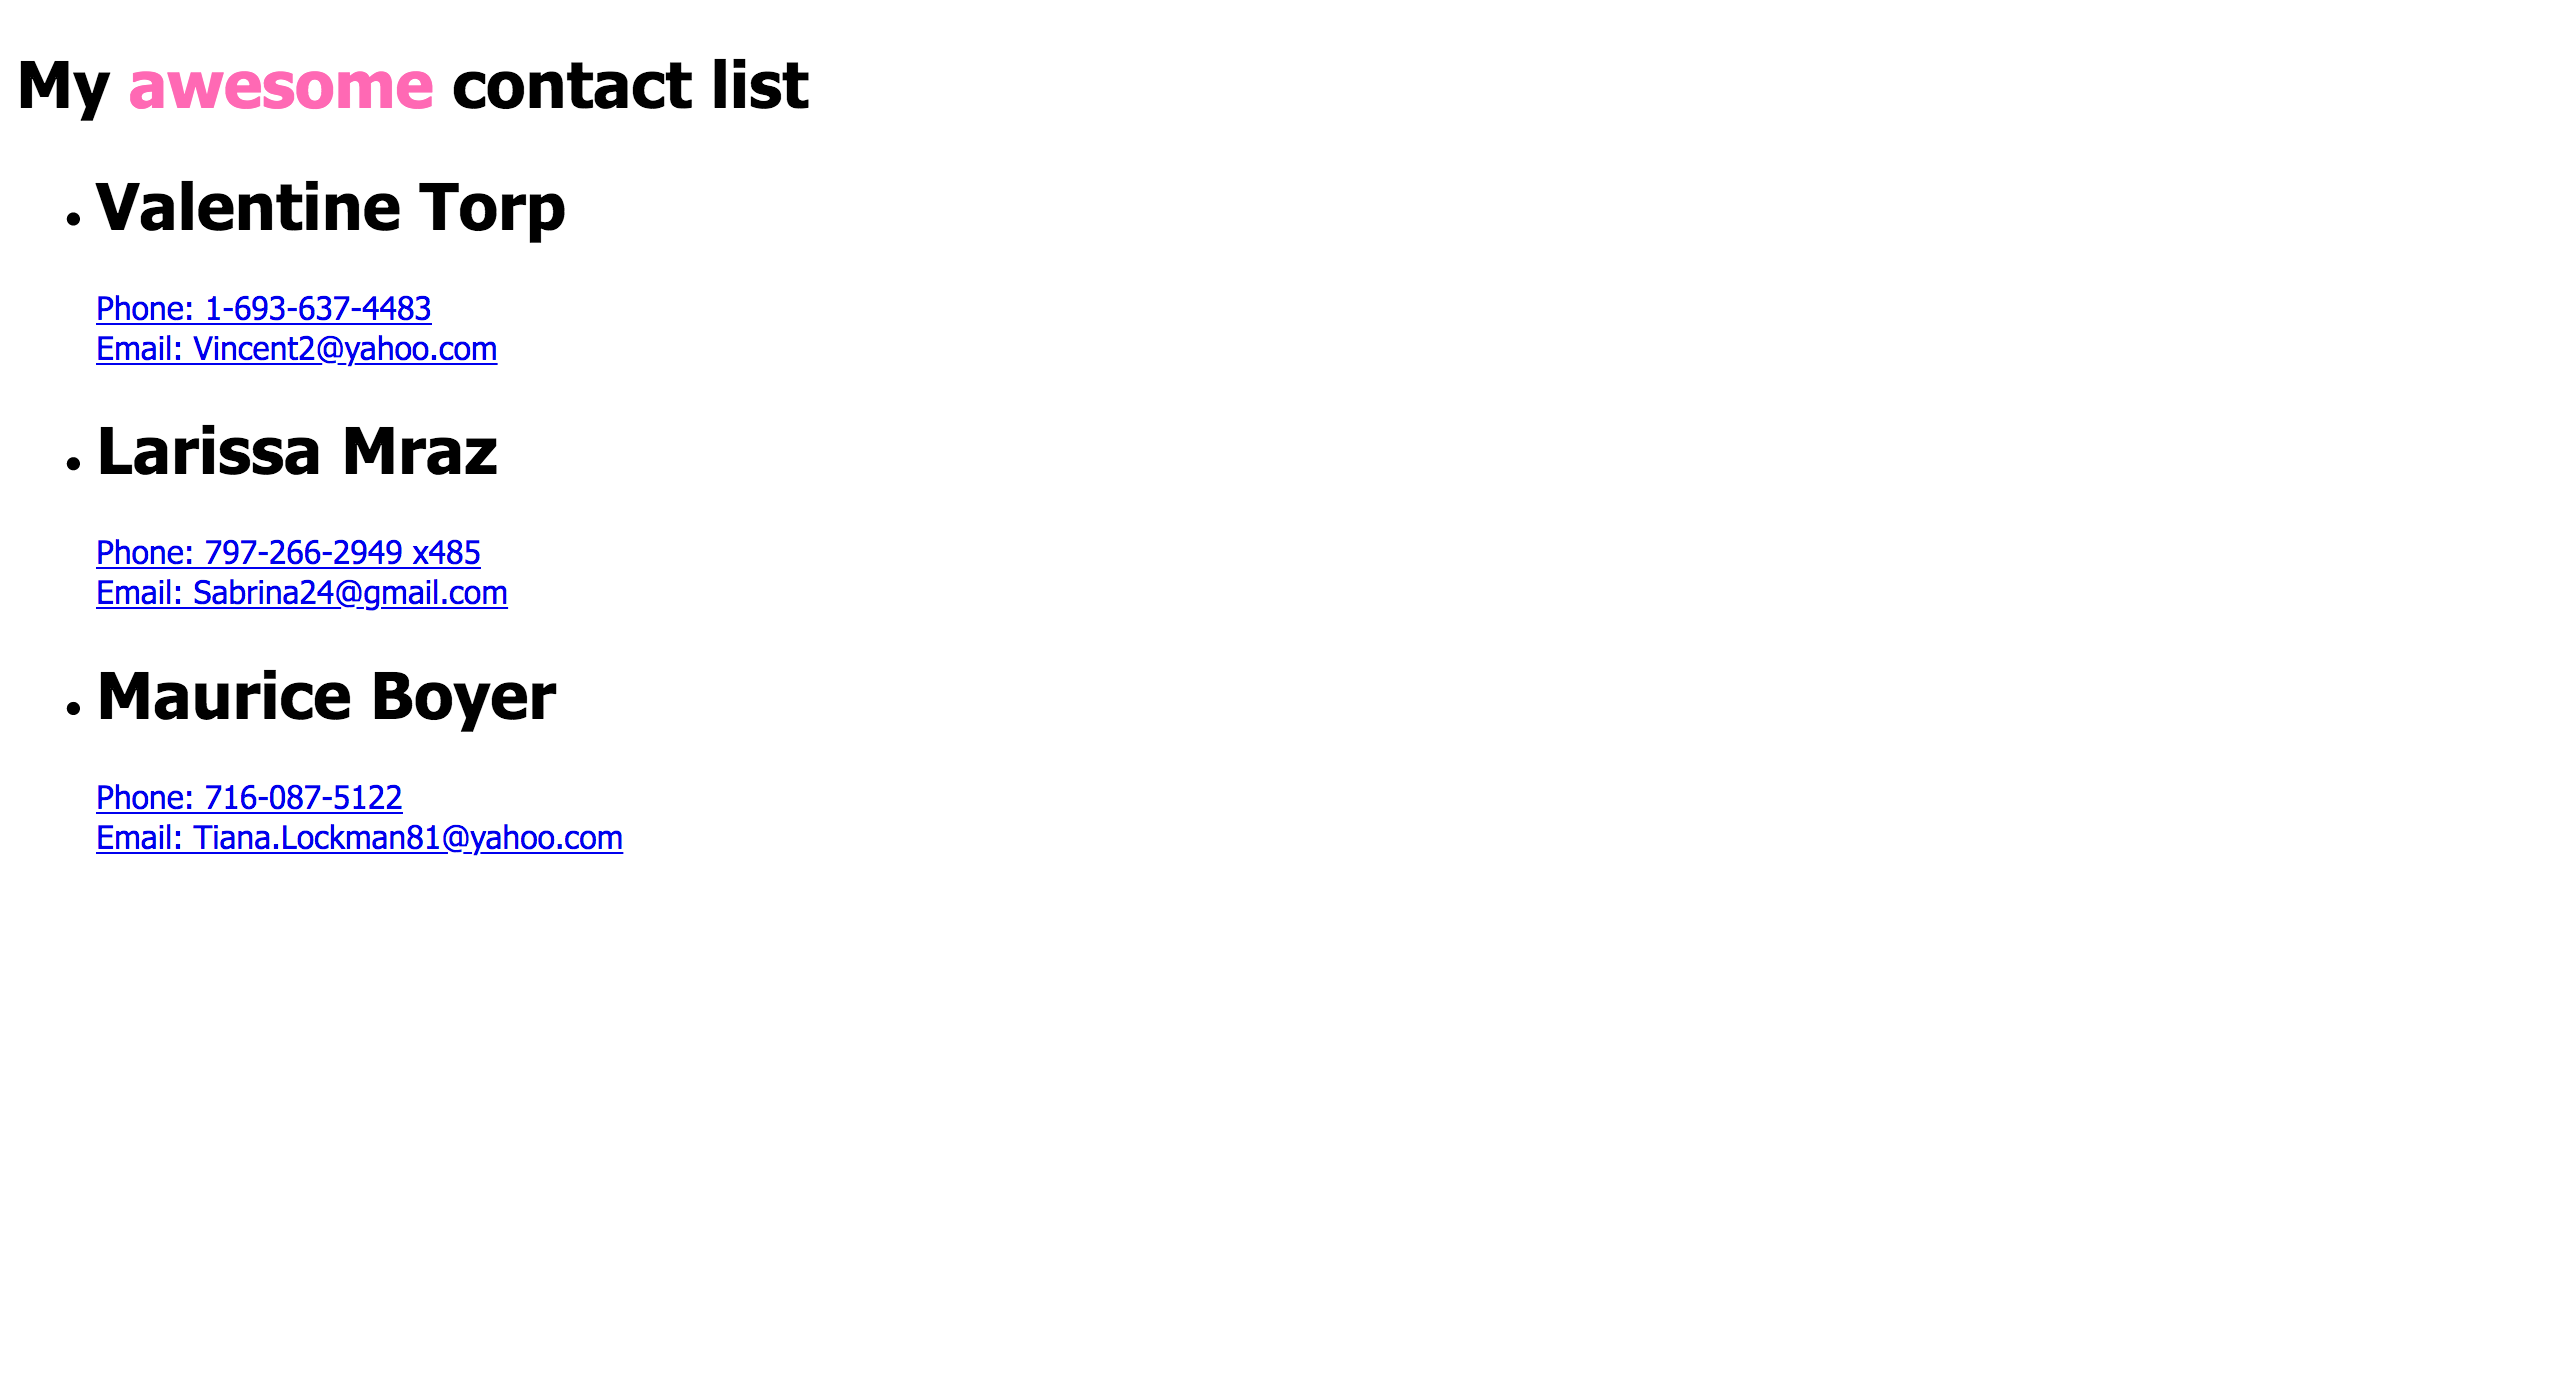 My awesome contact list
Valentine Torp
Phone: 1-693-637-4483
Email: Vincent2@yahoo.com
Larissa Mraz
Phone: 797-266-2949 x485
Email: Sabrina24@gmail.com
Maurice Boyer
Phone: 716-087-5122
Email: Tiana.Lockman81@yahoo.com